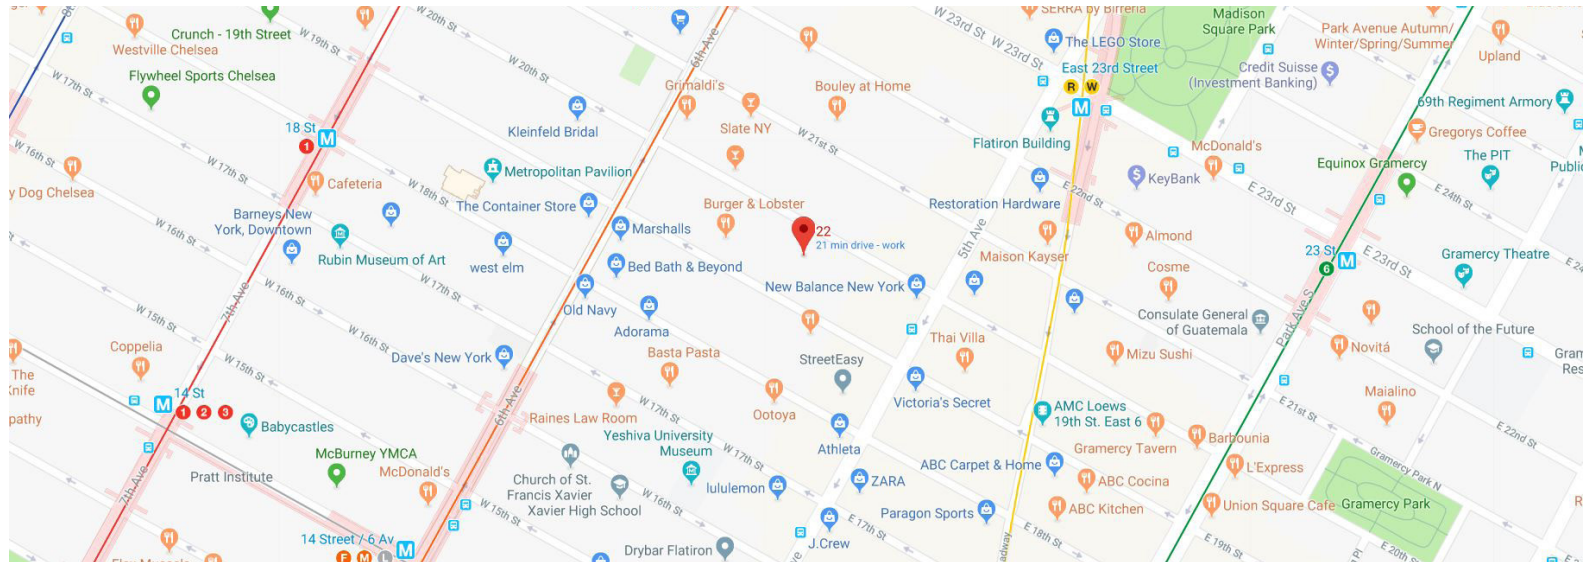 W 20th St
6th Ave
W 23rd St
W 23rd St
SERRA by Birreria
Madison
Square Park
Park Avenue Autumn/
Winter/Spring/Summer
Upland
Westville Chelsea
Crunch - 19th Street
W 19th St
The LEGO Store
East 23rd Street
R W
M
Credit Suisse
(Investment Banking)
Flywheel Sports Chelsea
W 17th St
W 20th St
Grimaldi's
Bouley at Home
69th Regiment Armory
Gregorys Coffee
18 St
1
M
Kleinfeld Bridal
Slate NY
W 21st St
Flatiron Building
McDonald's
Equinox Gramercy
The PIT
W 16th St
W 17th St
Metropolitan Pavilion
KeyBank
E 22nd St
E 23rd St
E 24th St
y Dog Chelsea
Cafeteria
W 18th St
The Container Store
Burger & Lobster
Restoration Hardware
Barneys New
York, Downtown
Marshalls
22
21 min drive - work
5th Ave
Almond
W 16th St
Rubin Museum of Art
west elm
Bed Bath & Beyond
Maison Kayser
Cosme
23 St
6
M
E 23rd St
Gramercy Theatre
7th Ave
W 16th St
W 17th St
Old Navy
New Balance New York
Consulate General
of Guatemala
Park Ave S
School of the Future
W 15th St
Adorama
Thai Villa
Mizu Sushi
Novitá
Coppelia
W 16th St
Dave's New York
Basta Pasta
StreetEasy
The
Knife
W 15th St
14 St
M
1 2 3
6th Ave
Raines Law Room
W 17th St
Ootoya
Victoria's Secret
AMC Loews
19th St. East 6
Maialino
E 21st St
E 22nd St
pathy
Babycastles
Yeshiva University
Museum
Athleta
Gramercy Tavern
Barbounia
Gramercy Park N
McBurney YMCA
McDonald's
W 17th St
ABC Carpet & Home
L'Express
7th Ave
Pratt Institute
Church of St.
Francis Xavier
Xavier High School
W 16th St
lululemon
ZARA
ABC Cocina
ABC Kitchen
Union Square Cafe
Gramercy Park
W 15th St
Paragon Sports
E 17th St
J.Crew
E 18th St
E 19th St
E 20th St
14 Street / 6 Av
F M L
M
Drybar Flatiron